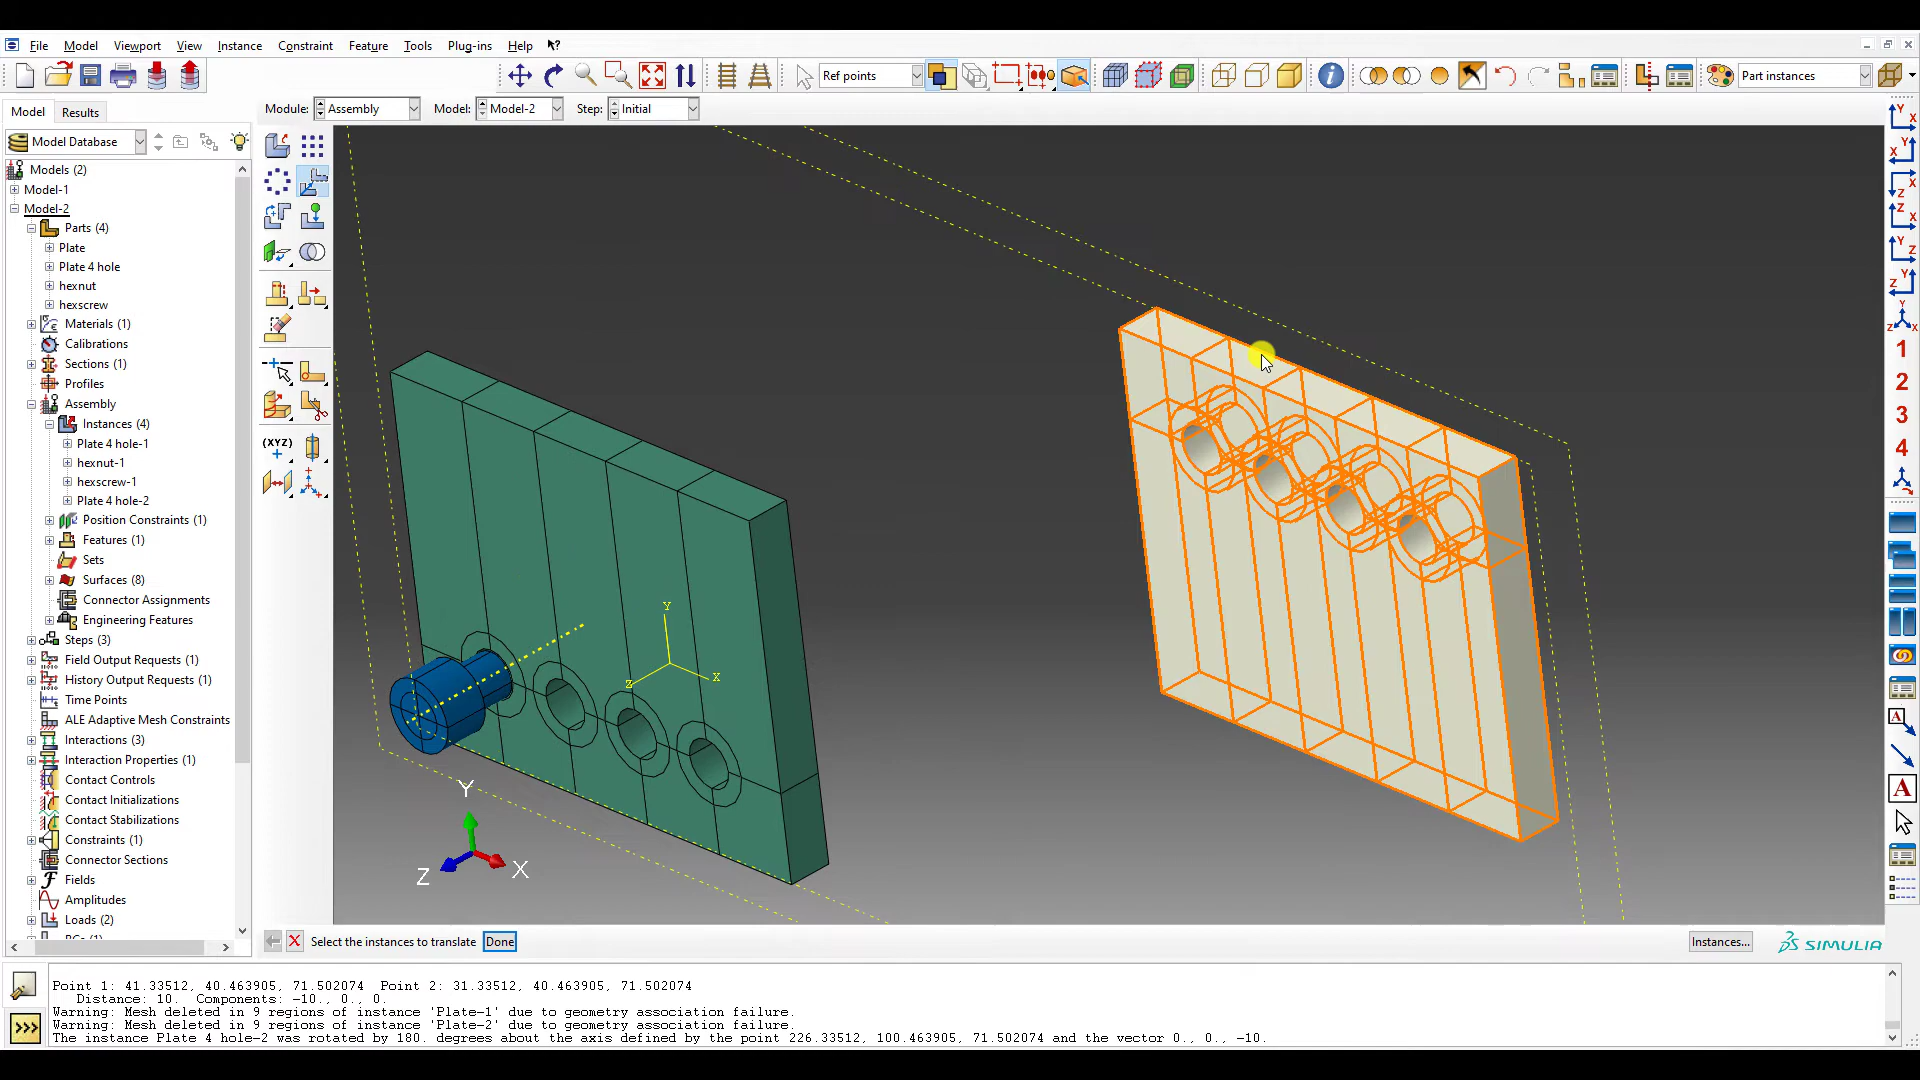 File Model Viewport View Instance Constraint Feature Tools Plug-ins Help
Ref points
Part instances
Model Results
Module: Assembly Model: Model-2 Step: Initial
Model Database
Models (2)
Model-1
Model-2
Parts (4)
Plate
Plate 4 hole
hexnut
hexscrew
Materials (1)
Calibrations
Sections (1)
Profiles
Assembly
Instances (4)
Plate 4 hole-1
hexnut-1
hexscrew-1
Plate 4 hole-2
Position Constraints (1)
Features (1)
Sets
Surfaces (8)
Connector Assignments
Engineering Features
Steps (3)
Field Output Requests (1)
History Output Requests (1)
Time Points
ALE Adaptive Mesh Constraints
Interactions (3)
Interaction Properties (1)
Contact Controls
Contact Initializations
Contact Stabilizations
Constraints (1)
Connector Sections
Fields
Amplitudes
Loads (2)
(XYZ)
Y
X
Z
Y
X
Z
1
2
3
4
A
A
Select the instances to translate Done
Instances...
SIMULIA
Point 1: 41.33512, 40.463905, 71.502074 Point 2: 31.33512, 40.463905, 71.502074
Distance: 10. Components: -10., 0., 0.
Warning: Mesh deleted in 9 regions of instance 'Plate-1' due to geometry association failure.
Warning: Mesh deleted in 9 regions of instance 'Plate-2' due to geometry association failure.
The instance Plate 4 hole-2 was rotated by 180. degrees about the axis defined by the point 226.33512, 100.463905, 71.502074 and the vector 0., 0., -10.
>>>